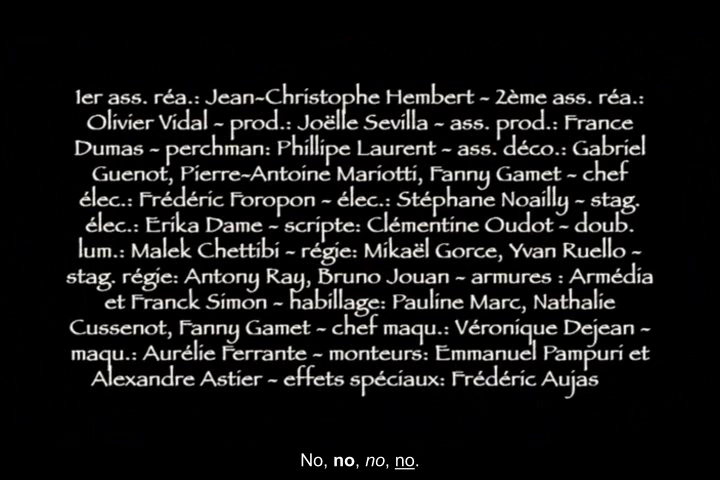 1er ass. réa.: Jean-Christophe Hembert ~ 2ème ass. réa.:
Olivier Vidal ~ prod.: Joëlle Sevilla ~ ass. prod.: France
Dumas ~ perchman: Phillipe Laurent ~ ass. déco.: Gabriel
Guenot, Pierre-Antoine Mariotti, Fanny Gamet ~ chef
élec.: Frédéric Foropon ~ élec.: Stéphane Noailly ~ stag.
élec.: Erika Dame ~ scripte: Clémentine Oudot ~ doub.
lum.: Malek Chettibi ~ régie: Mikaël Gorce, Yvan Ruello ~
stag. régie: Antony Ray, Bruno Jouan ~ armures : Armédia
et Franck Simon ~ habillage: Pauline Marc, Nathalie
Cussenot, Fanny Gamet ~ chef maqu.: Véronique Dejean ~
maqu.: Aurélie Ferrante ~ monteurs: Emmanuel Pampuri et
Alexandre Astier ~ effets spéciaux: Frédéric Aujas
No, no, no, no.